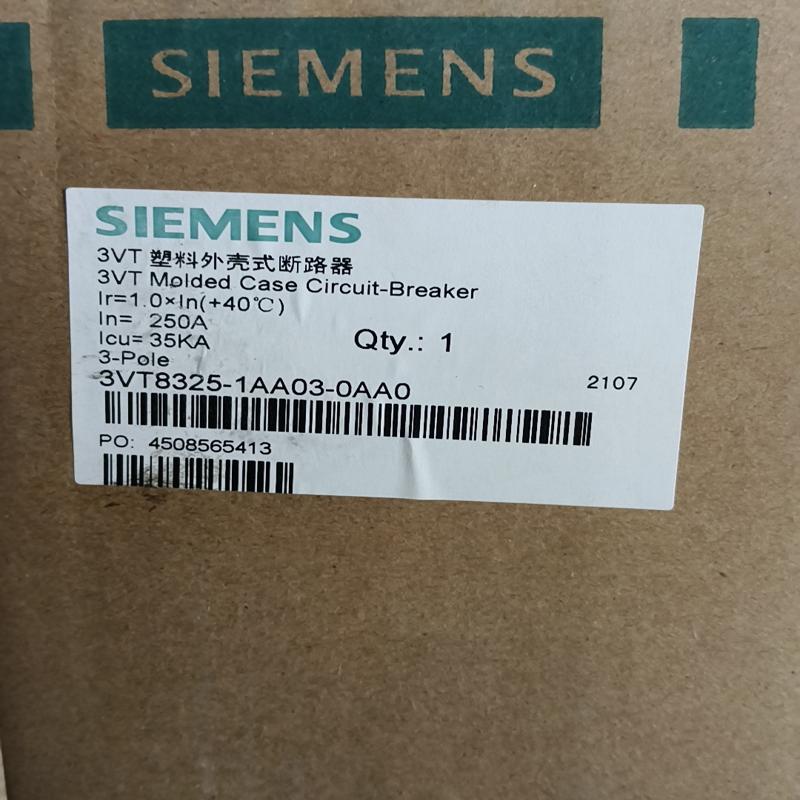 SIEMENS
SIEMENS
3VT 塑料外壳式断路器
3VT Molded Case Circuit-Breaker
Ir=1.0×In(+40℃)
In= 250A
Icu= 35KA
Qty.: 1
3-Pole
3VT8325-1AA03-0AA0
2107
PO: 4508565413